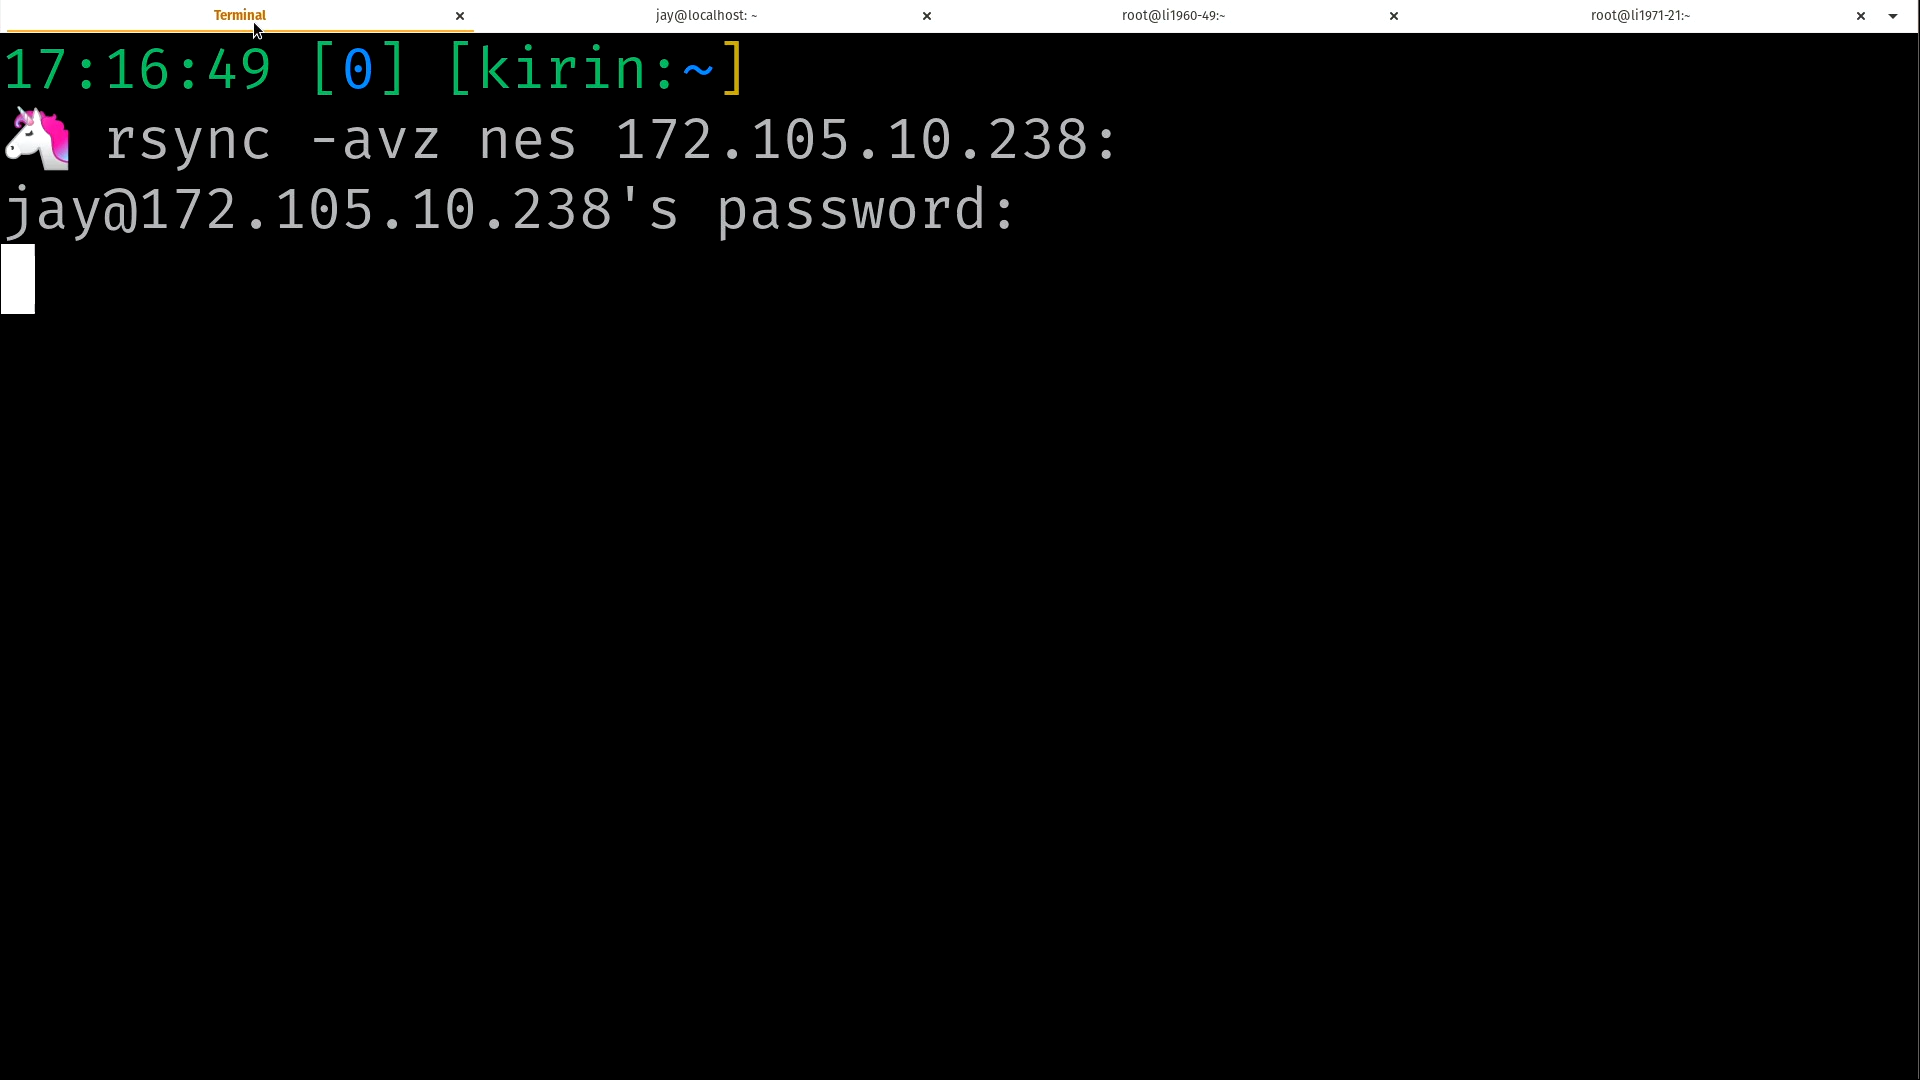 Terminal × jay@localhost: ~ × root@li1960-49:~ × root@li1971-21:~ ×
17:16:49 [0] [kirin:~]
🦄 rsync -avz nes 172.105.10.238:
jay@172.105.10.238's password: